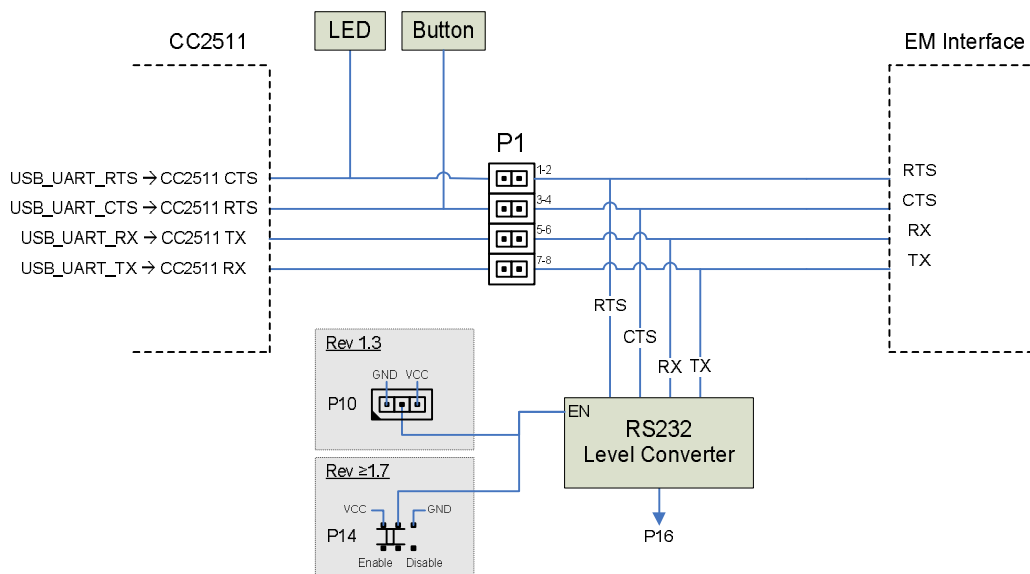 LED
Button
CC2511
EM Interface
P1
USB_UART_RTS → CC2511 CTS
1-2
RTS
USB_UART_CTS → CC2511 RTS
3-4
CTS
USB_UART_RX → CC2511 TX
5-6
RX
USB_UART_TX → CC2511 RX
7-8
TX
RTS
CTS
RX
TX
Rev 1.3
GND
VCC
P10
EN
RS232
Level Converter
Rev ≥1.7
VCC
GND
P14
Enable
Disable
P16